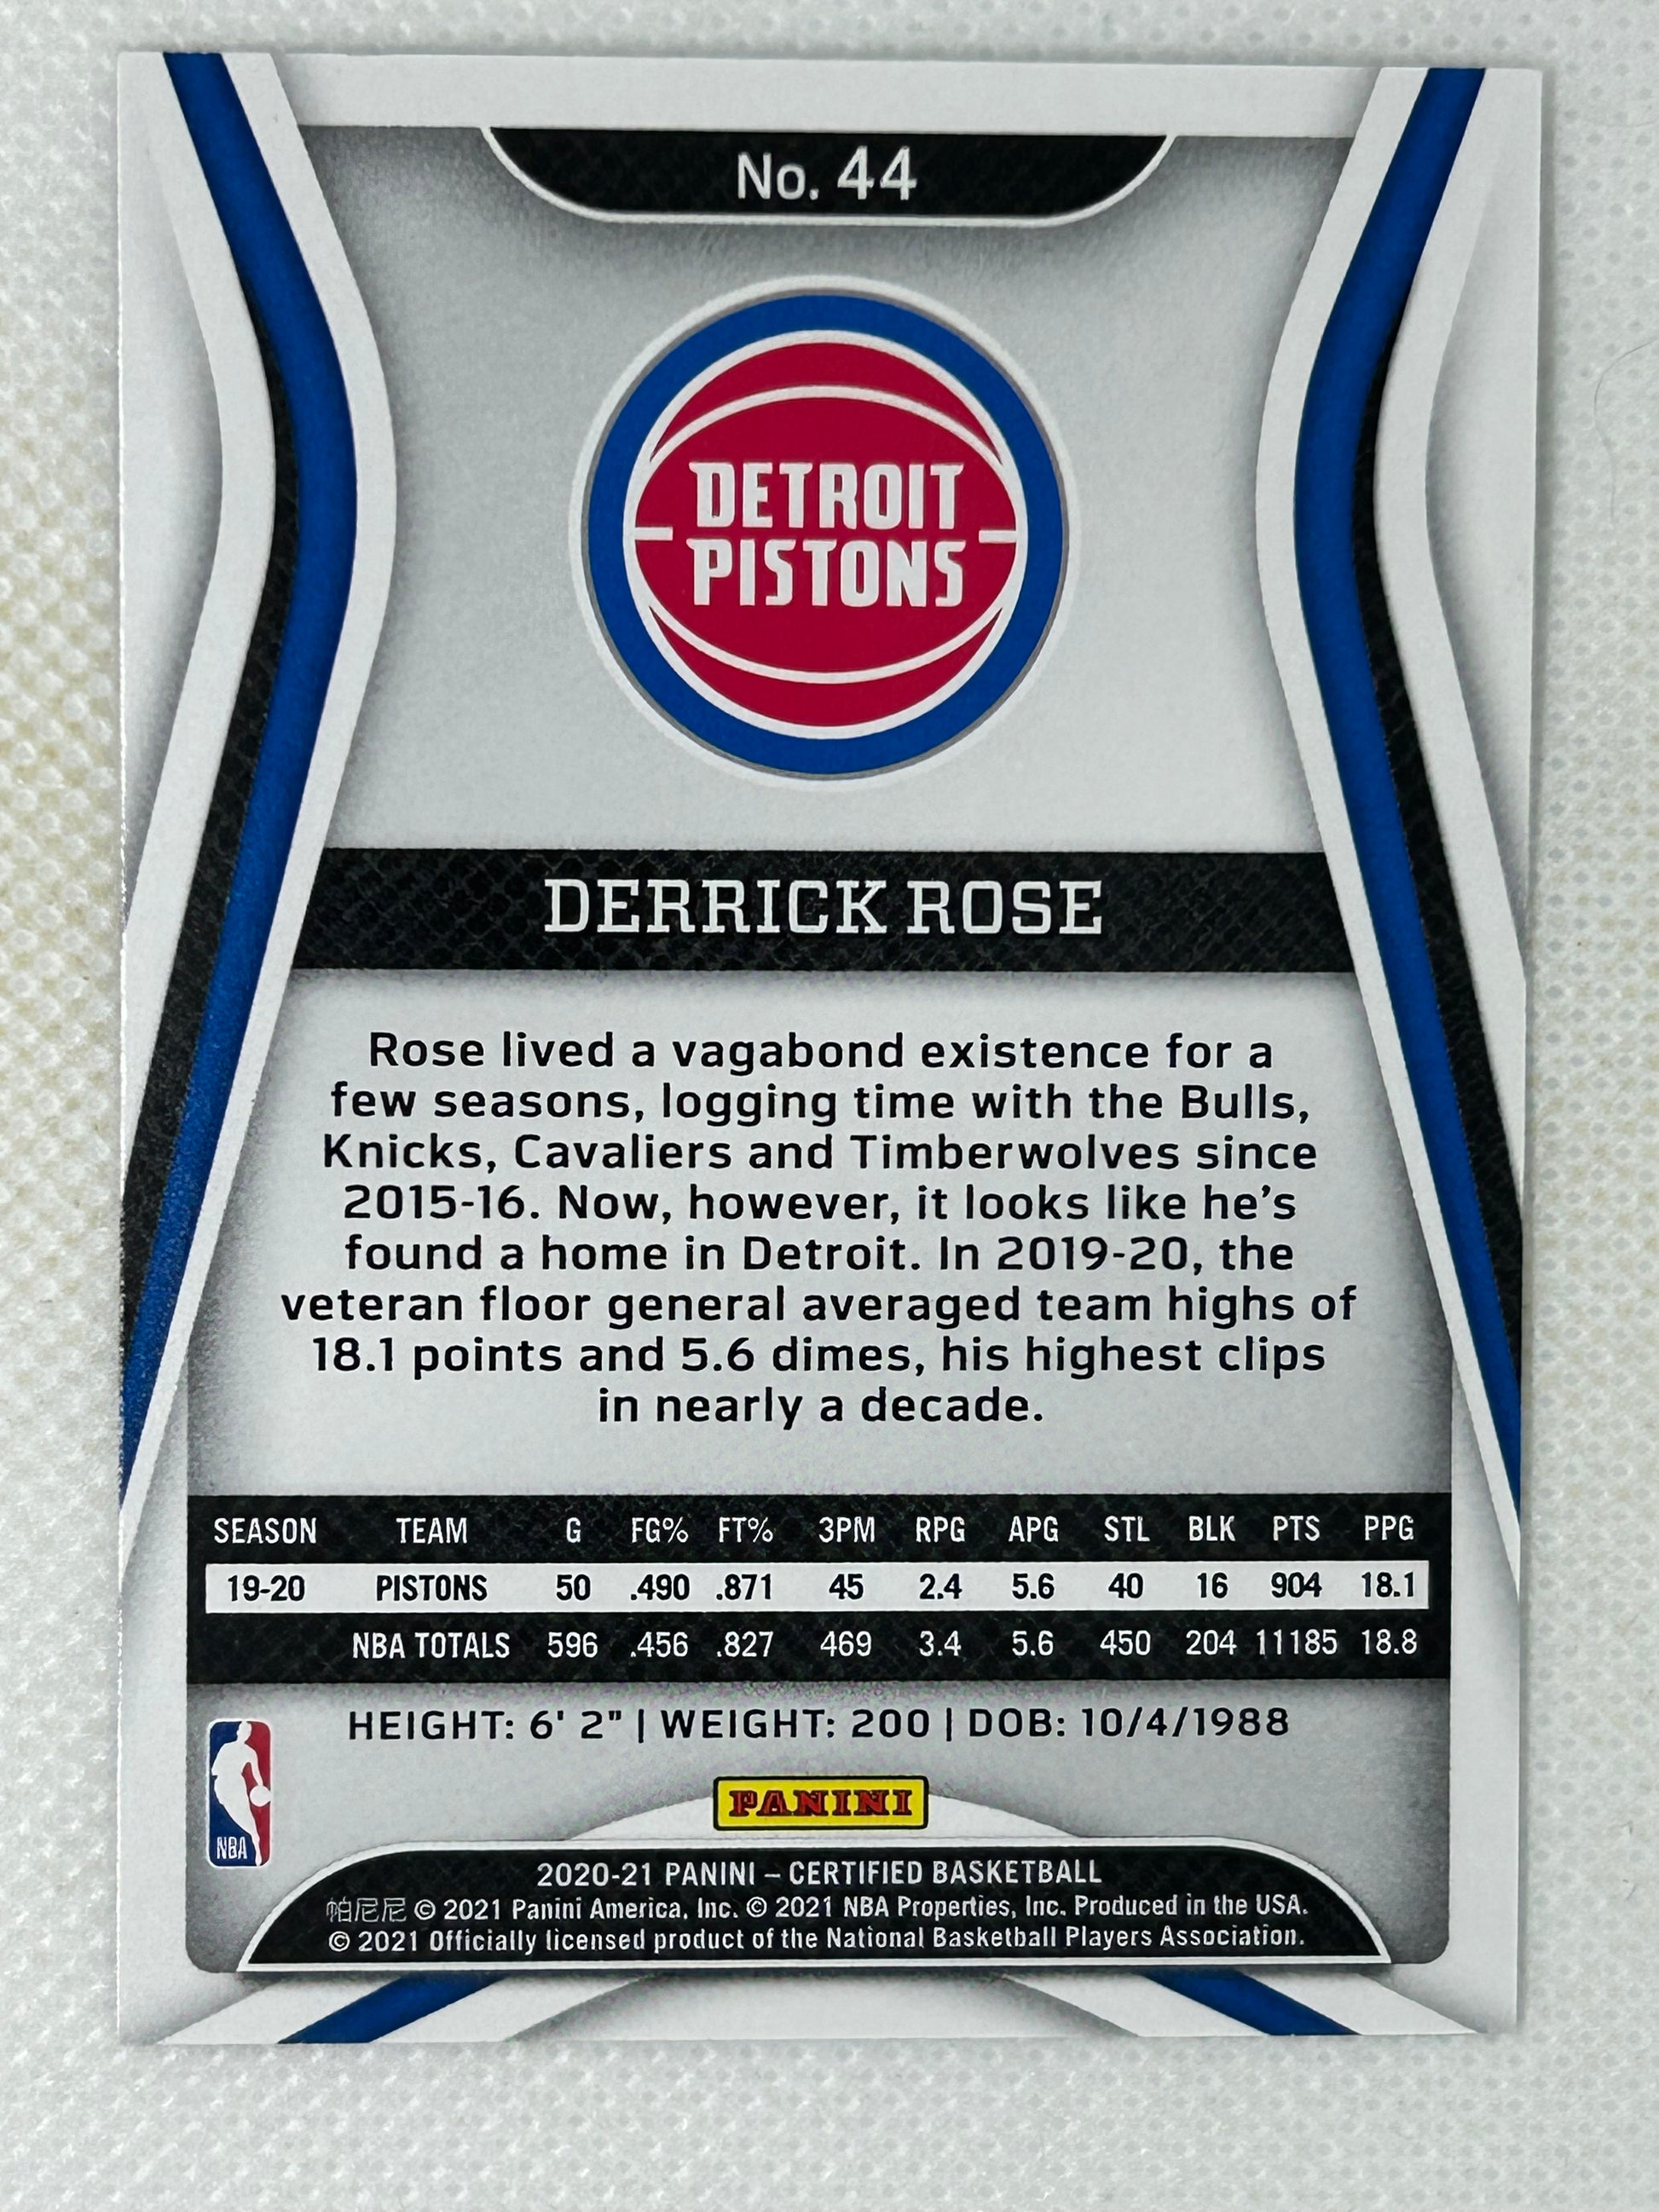 No. 44
DETROIT
PISTONS
DERRICK ROSE
Rose lived a vagabond existence for a
few seasons, logging time with the Bulls,
Knicks, Cavaliers and Timberwolves since
2015-16. Now, however, it looks like he's
found a home in Detroit. In 2019-20, the
veteran floor general averaged team highs of
18.1 points and 5.6 dimes, his highest clips
in nearly a decade.
SEASON TEAM G FG% FT% 3PM RPG APG STL BLK PTS PPG
19-20 PISTONS 50 .490 .871 45 2.4 5.6 40 16 904 18.1
NBA TOTALS 596 .456 .827 469 3.4 5.6 450 204 11185 18.8
HEIGHT: 6' 2" | WEIGHT: 200 | DOB: 10/4/1988
NBA
PANINI
2020-21 PANINI – CERTIFIED BASKETBALL
帕尼尼 © 2021 Panini America, Inc. © 2021 NBA Properties, Inc. Produced in the USA.
© 2021 Officially licensed product of the National Basketball Players Association.